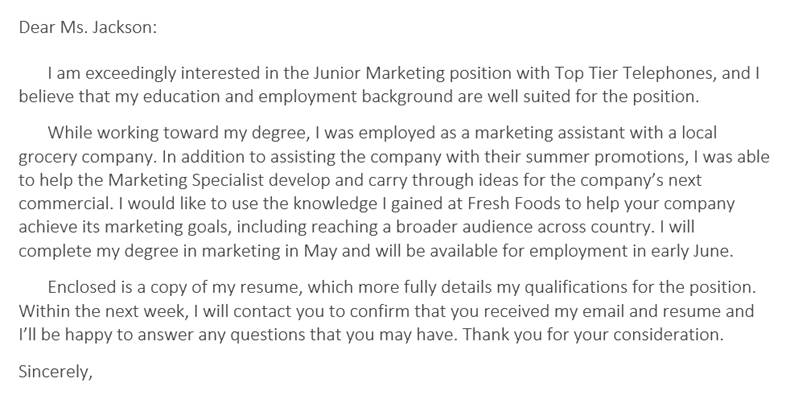 Dear Ms. Jackson:
I am exceedingly interested in the Junior Marketing position with Top Tier Telephones, and I
believe that my education and employment background are well suited for the position.
While working toward my degree, I was employed as a marketing assistant with a local
grocery company. In addition to assisting the company with their summer promotions, I was able
to help the Marketing Specialist develop and carry through ideas for the company’s next
commercial. I would like to use the knowledge I gained at Fresh Foods to help your company
achieve its marketing goals, including reaching a broader audience across country. I will
complete my degree in marketing in May and will be available for employment in early June.
Enclosed is a copy of my resume, which more fully details my qualifications for the position.
Within the next week, I will contact you to confirm that you received my email and resume and
I’ll be happy to answer any questions that you may have. Thank you for your consideration.
Sincerely,